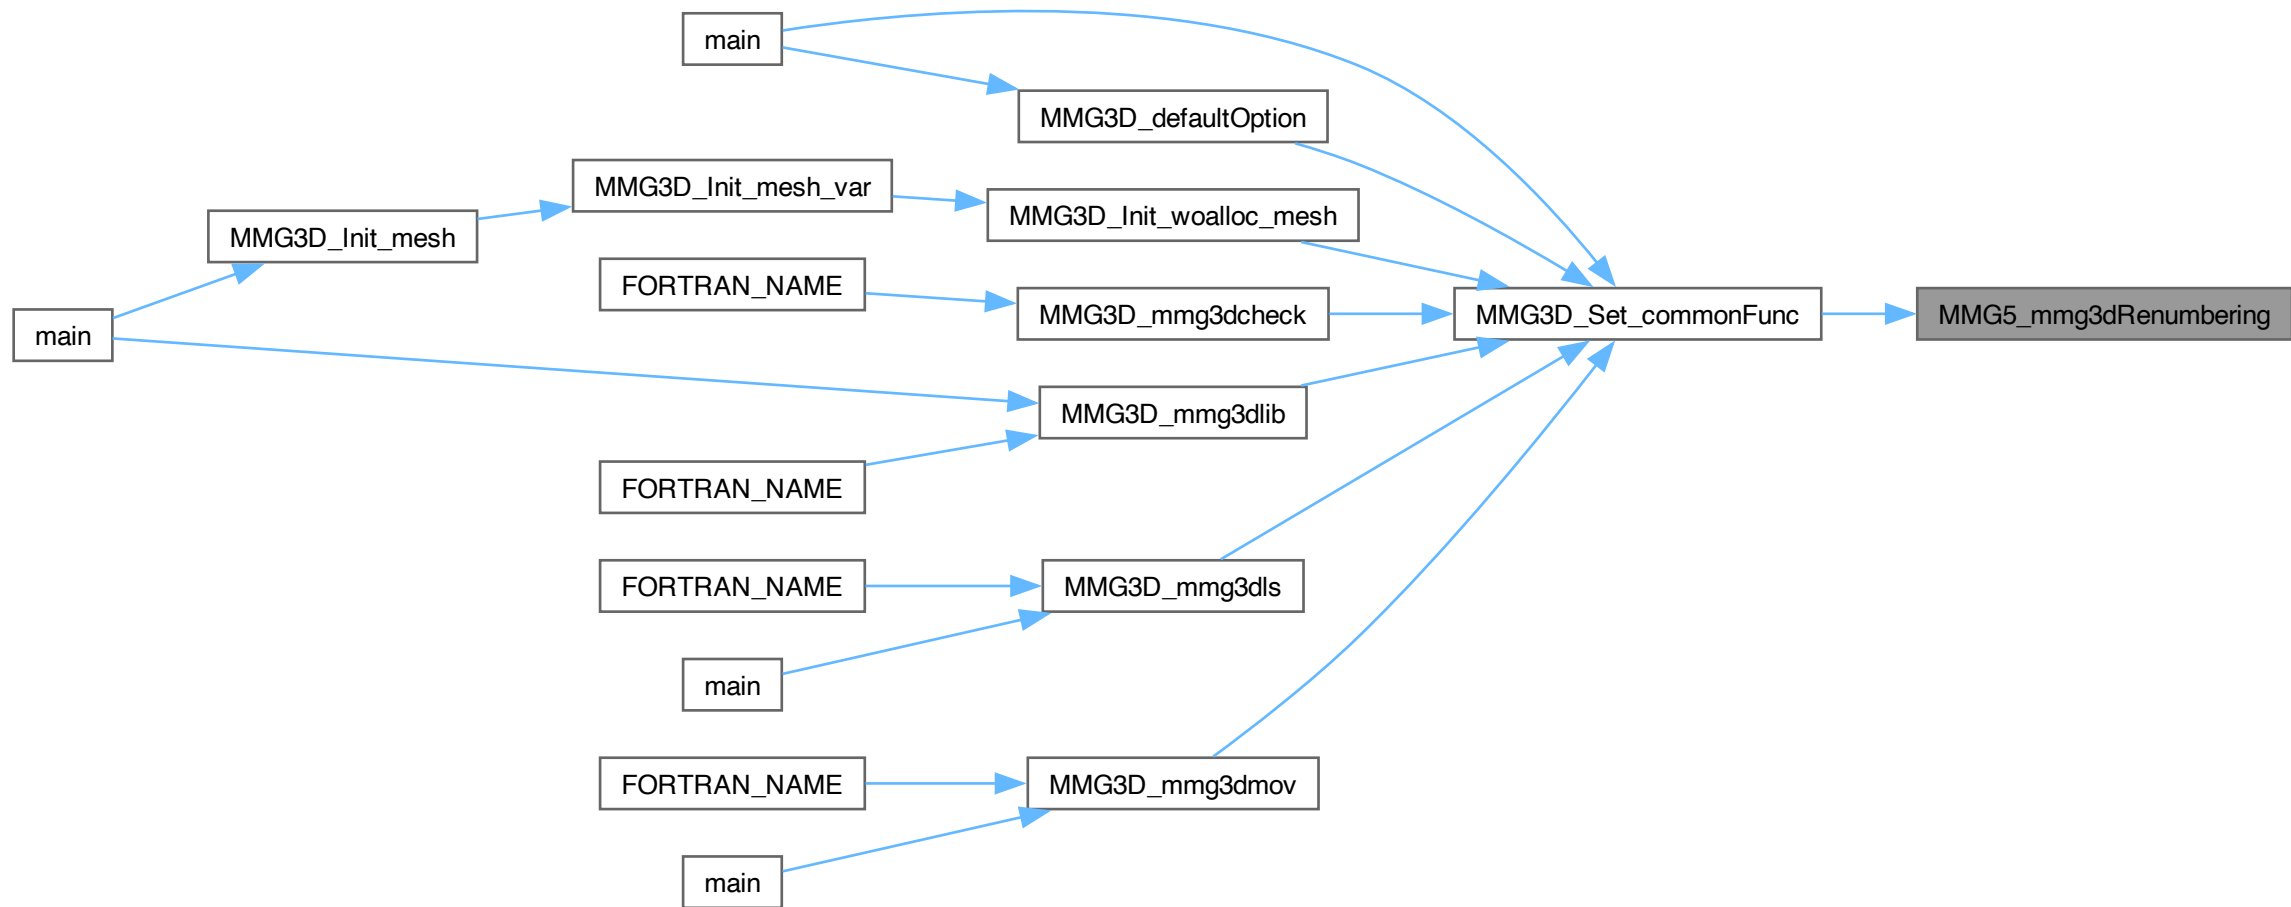 main
MMG3D_defaultOption
MMG3D_Init_mesh_var
MMG3D_Init_woalloc_mesh
MMG3D_Init_mesh
FORTRAN_NAME
MMG3D_mmg3dcheck
MMG3D_Set_commonFunc
MMG5_mmg3dRenumbering
main
MMG3D_mmg3dlib
FORTRAN_NAME
FORTRAN_NAME
MMG3D_mmg3dls
main
FORTRAN_NAME
MMG3D_mmg3dmov
main